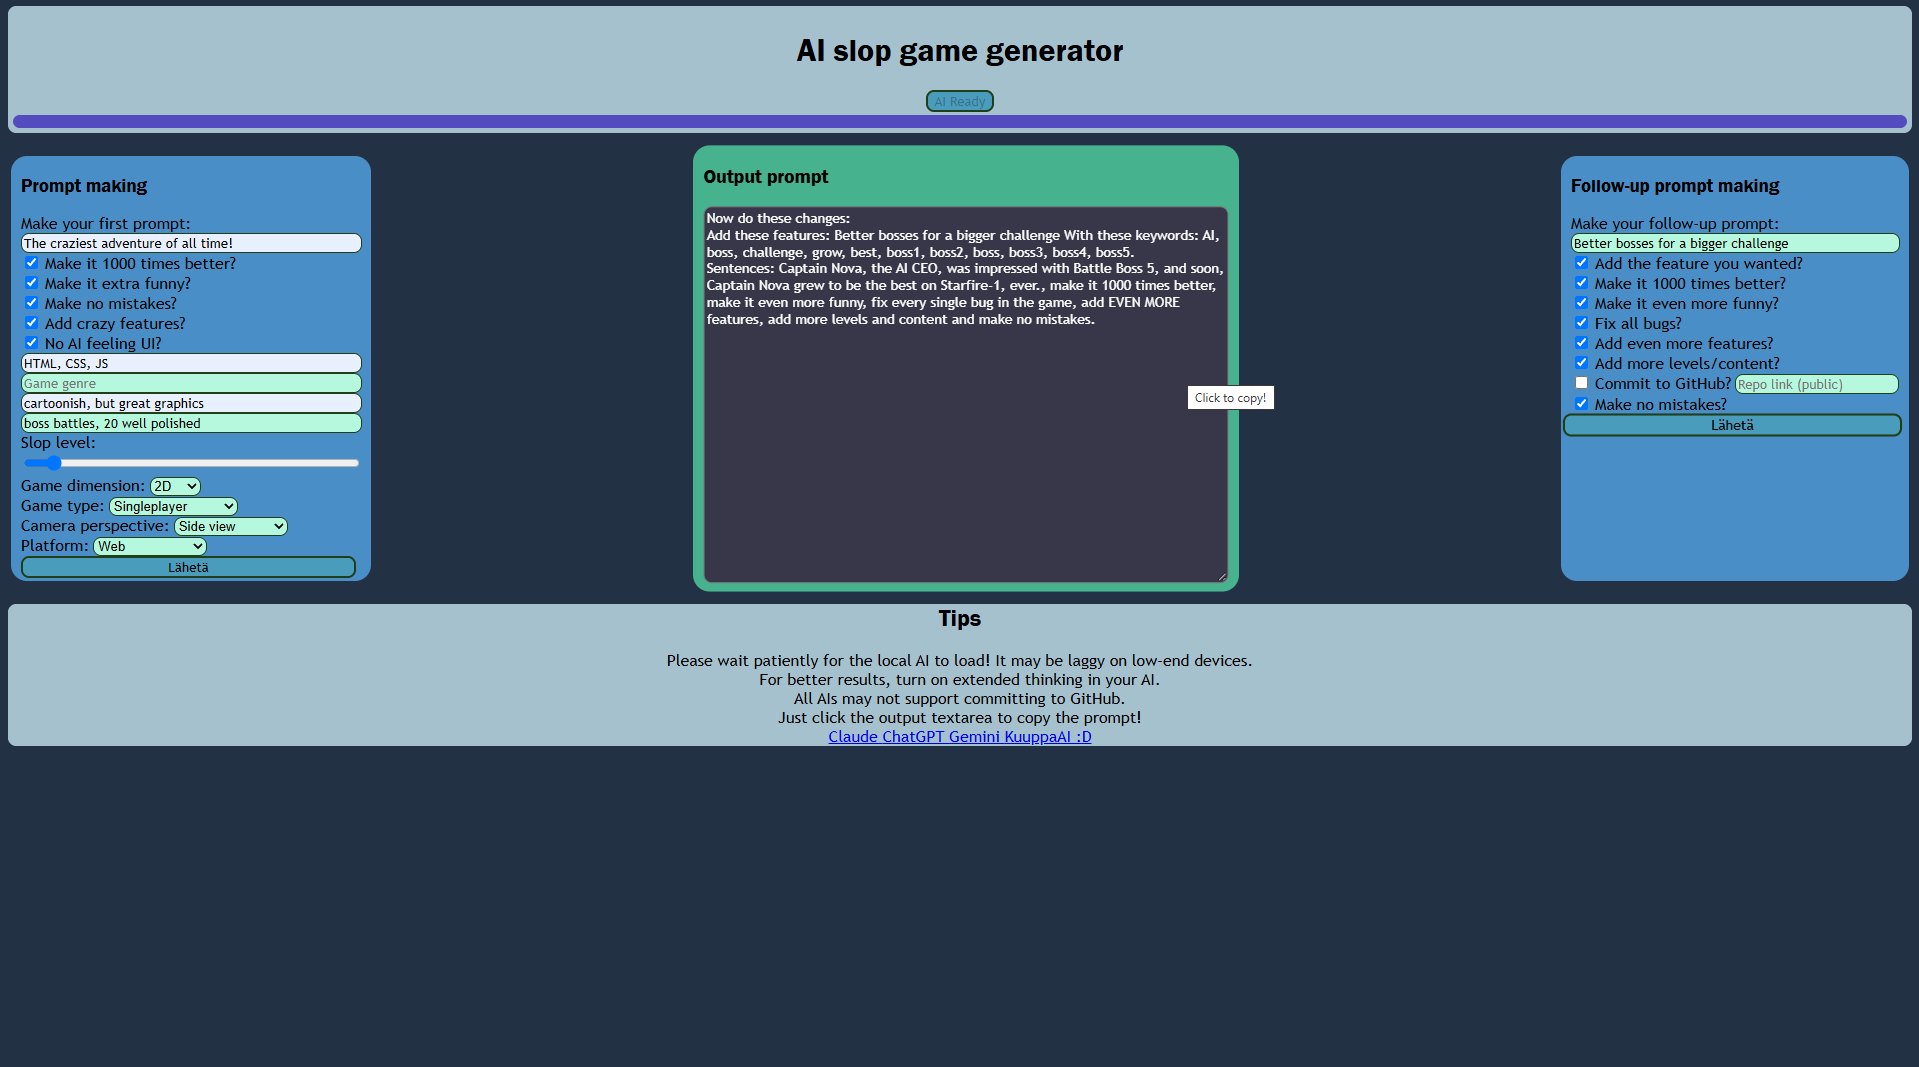 AI slop game generator
AI Ready
Prompt making
Make your first prompt:
The craziest adventure of all time!
Make it 1000 times better?
Make it extra funny?
Make no mistakes?
Add crazy features?
No AI feeling UI?
HTML, CSS, JS
Game genre
cartoonish, but great graphics
boss battles, 20 well polished
Slop level:
Game dimension: 2D
Game type: Singleplayer
Camera perspective: Side view
Platform: Web
Lähetä
Output prompt
Now do these changes:
Add these features: Better bosses for a bigger challenge With these keywords: AI,
boss, challenge, grow, best, boss1, boss2, boss, boss3, boss4, boss5.
Sentences: Captain Nova, the AI CEO, was impressed with Battle Boss 5, and soon,
Captain Nova grew to be the best on Starfire-1, ever., make it 1000 times better,
make it even more funny, fix every single bug in the game, add EVEN MORE
features, add more levels and content and make no mistakes.
Click to copy!
Follow-up prompt making
Make your follow-up prompt:
Better bosses for a bigger challenge
Add the feature you wanted?
Make it 1000 times better?
Make it even more funny?
Fix all bugs?
Add even more features?
Add more levels/content?
Commit to GitHub? Repo link (public)
Make no mistakes?
Lähetä
Tips
Please wait patiently for the local AI to load! It may be laggy on low-end devices.
For better results, turn on extended thinking in your AI.
All AIs may not support committing to GitHub.
Just click the output textarea to copy the prompt!
Claude ChatGPT Gemini KuuppaAI :D